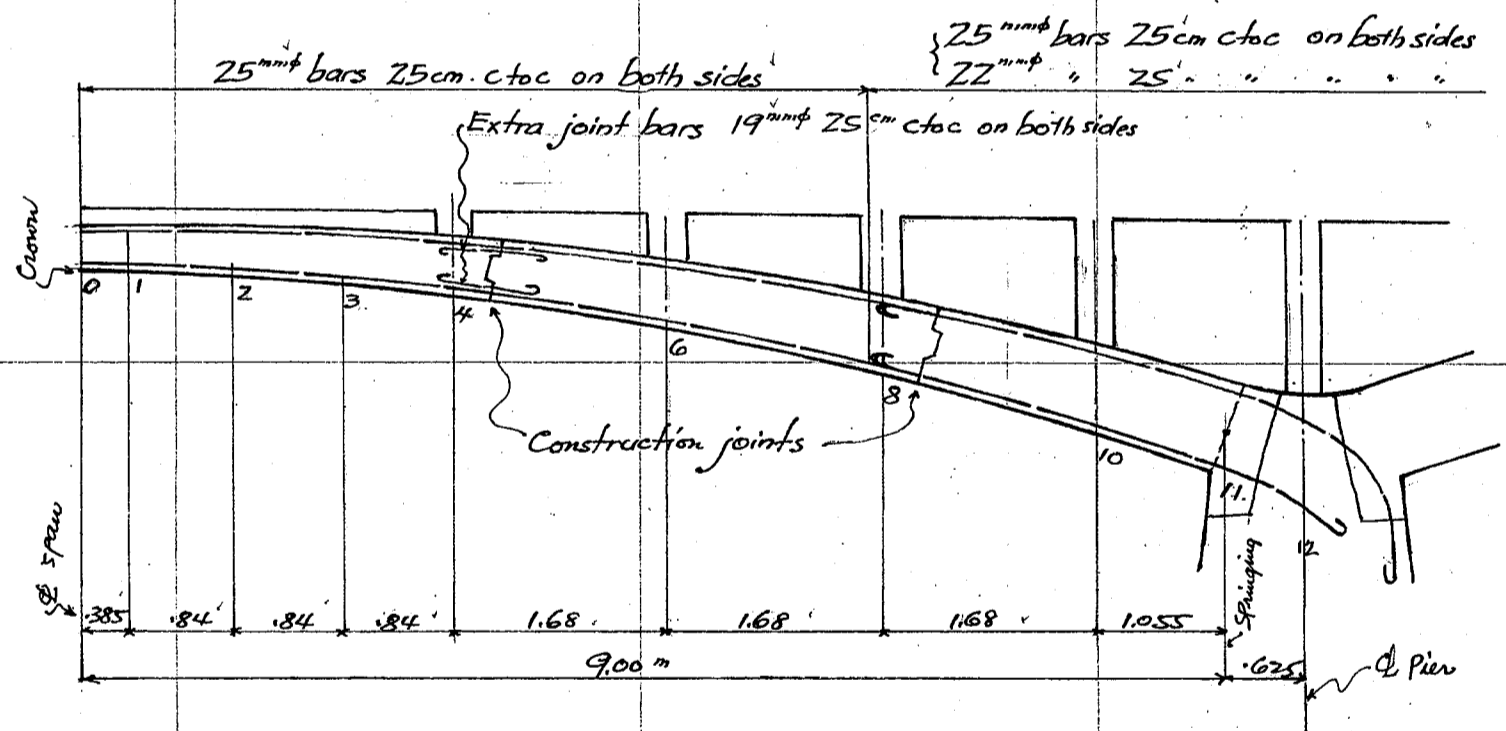 25mmφ bars 25cm ctoc on both sides
22mmφ " 25 " " " " "
25mmφ bars 25cm. ctoc on both sides
Extra joint bars 19mmφ 25cm ctoc on both sides
Crown
0 1 2 3 4 6 8 10 11. 12
Construction joints
℄ span
Springing
.385 .84 .84 .84 1.68 1.68 1.68 1.055
9.00 m
.625
℄ Pier